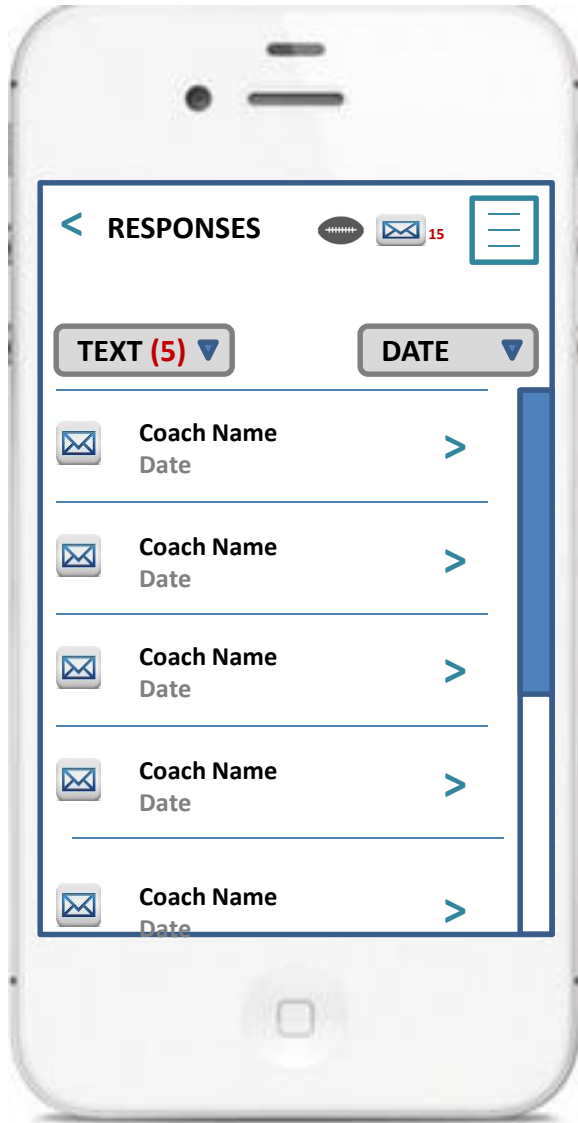 < RESPONSES 15
TEXT (5) DATE
Coach Name
Date
>
Coach Name
Date
>
Coach Name
Date
>
Coach Name
Date
>
Coach Name
Date
>